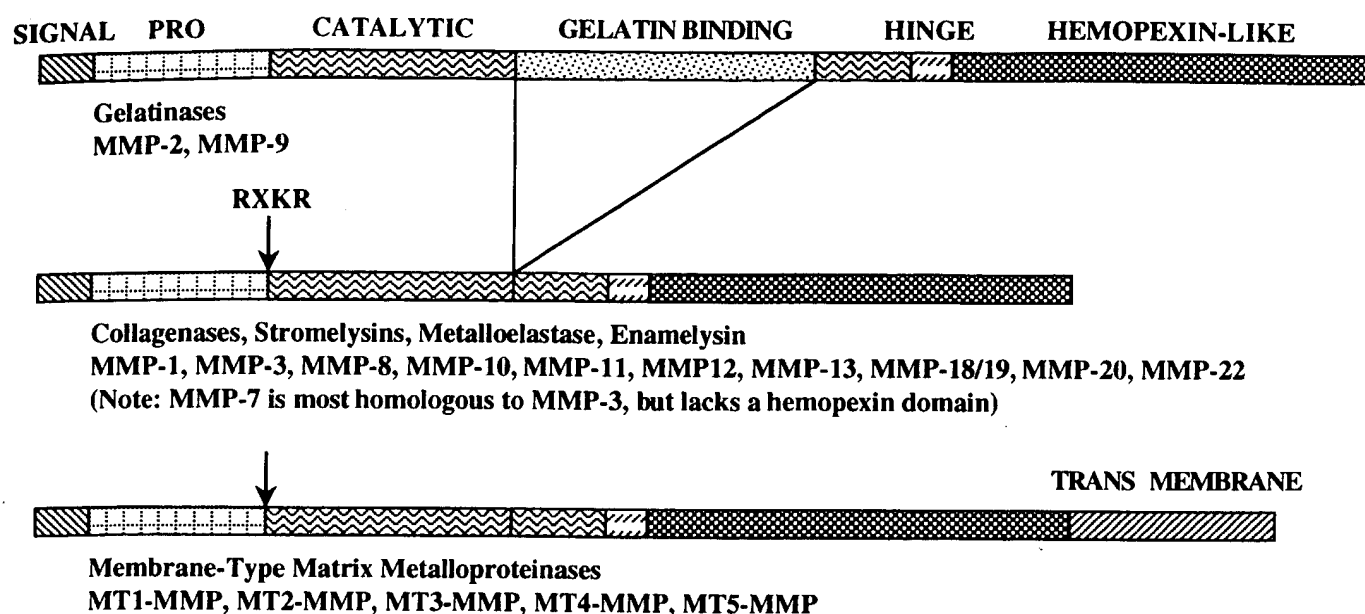 SIGNAL PRO CATALYTIC GELATIN BINDING HINGE HEMOPEXIN-LIKE
Gelatinases
MMP-2, MMP-9
RXKR
Collagenases, Stromelysins, Metalloelastase, Enamelysin
MMP-1, MMP-3, MMP-8, MMP-10, MMP-11, MMP12, MMP-13, MMP-18/19, MMP-20, MMP-22
(Note: MMP-7 is most homologous to MMP-3, but lacks a hemopexin domain)
TRANS MEMBRANE
Membrane-Type Matrix Metalloproteinases
MT1-MMP, MT2-MMP, MT3-MMP, MT4-MMP, MT5-MMP